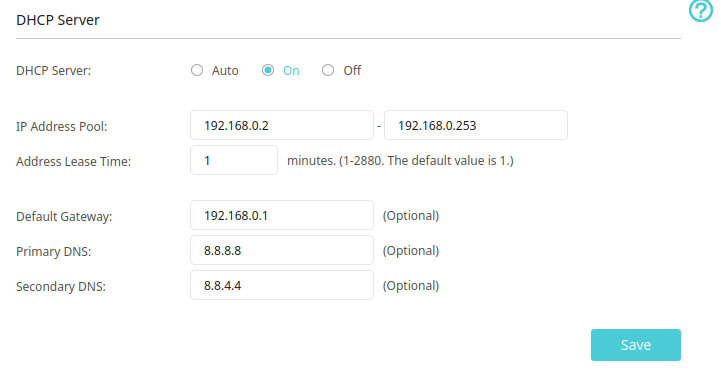 DHCP Server
?
DHCP Server: Auto On Off
IP Address Pool: 192.168.0.2 - 192.168.0.253
Address Lease Time: 1 minutes. (1-2880. The default value is 1.)
Default Gateway: 192.168.0.1 (Optional)
Primary DNS: 8.8.8.8 (Optional)
Secondary DNS: 8.8.4.4 (Optional)
Save